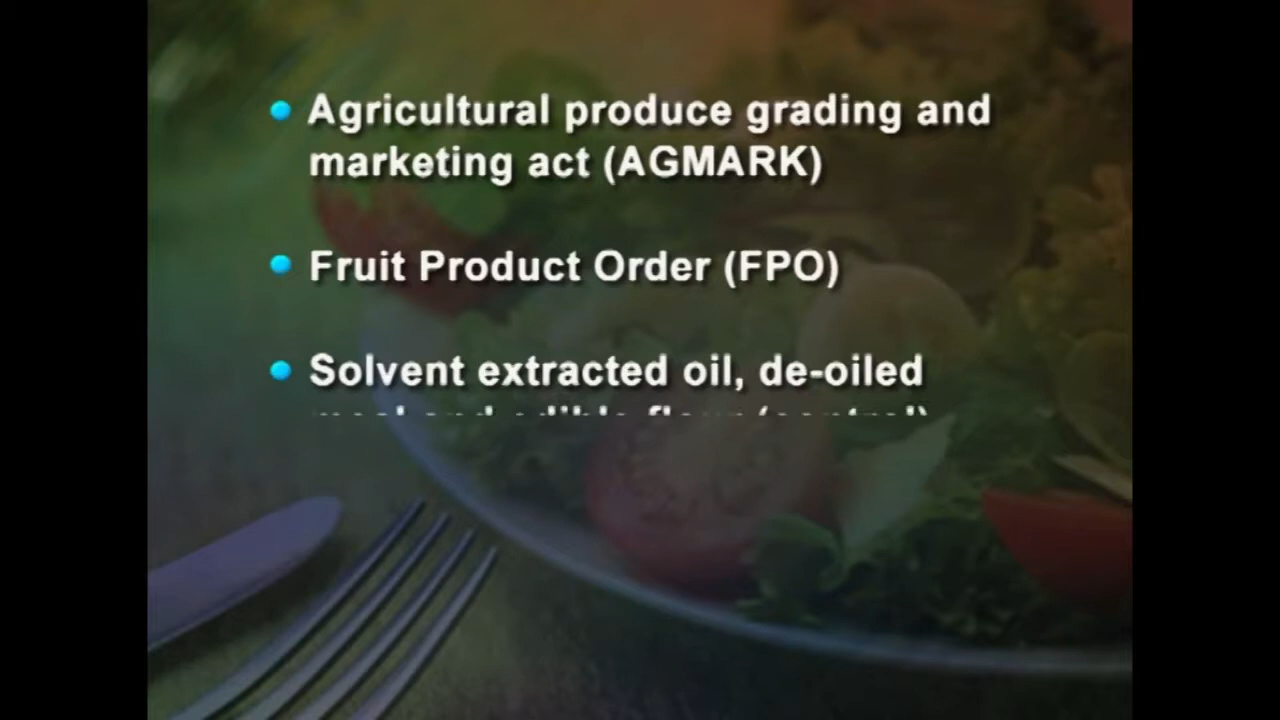 Agricultural produce grading and
marketing act (AGMARK)
Fruit Product Order (FPO)
Solvent extracted oil, de-oiled